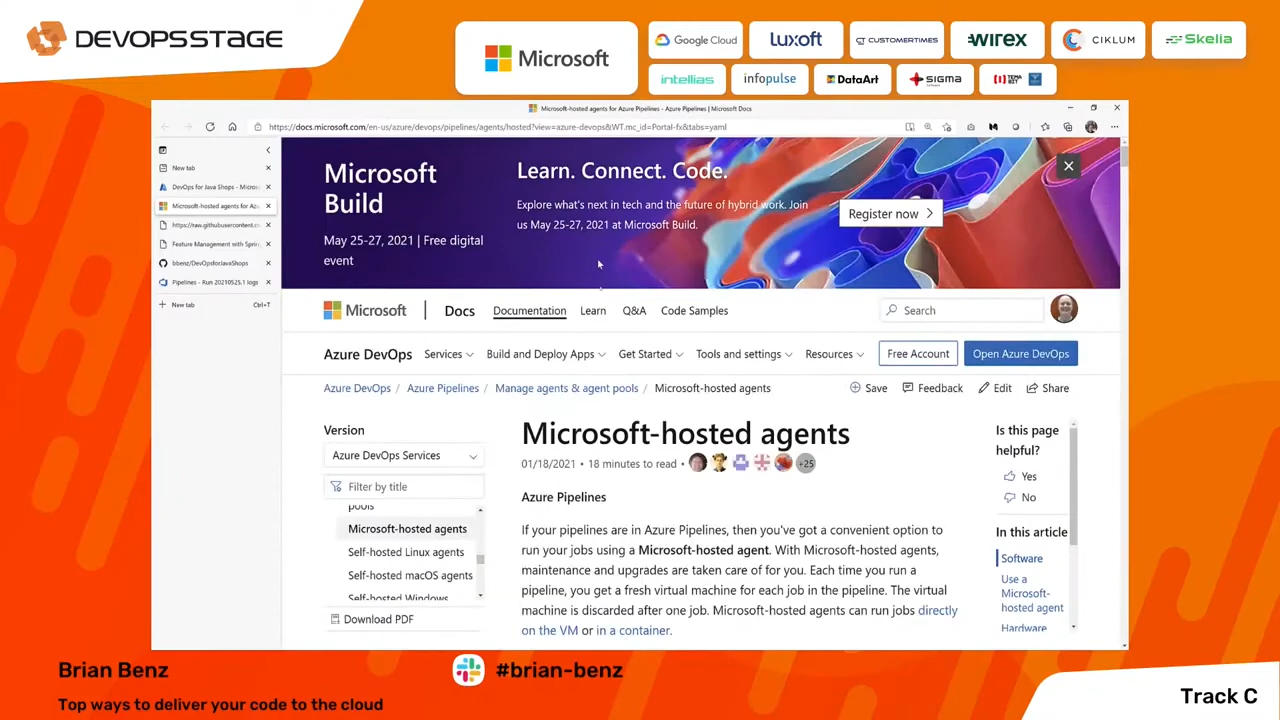 DEVOPSSTAGE
Microsoft
Google Cloud
luxoft
CUSTOMERTIMES
WIREX
CIKLUM
Skelia
intellias
infopulse
DataArt
SIGMA
Microsoft-hosted agents for Azure Pipelines - Azure Pipelines | Microsoft Docs
https://docs.microsoft.com/en-us/azure/devops/pipelines/agents/hosted?view=azure-devops&WT.mc_id=Portal-fx&tabs=yaml
New tab
DevOps for Java Shops - Micros
Microsoft-hosted agents for Az
https://raw.githubusercontent.c
Feature Management with Sprin
bbenz/DevOpsforJavaShops
Pipelines - Run 20210525.1 logs
New tab
Ctrl+T
Microsoft
Build
May 25-27, 2021 | Free digital
event
Learn. Connect. Code.
Explore what's next in tech and the future of hybrid work. Join
us May 25-27, 2021 at Microsoft Build.
Register now
Microsoft
Docs
Documentation
Learn
Q&A
Code Samples
Search
Azure DevOps
Services
Build and Deploy Apps
Get Started
Tools and settings
Resources
Free Account
Open Azure DevOps
Azure DevOps / Azure Pipelines / Manage agents & agent pools / Microsoft-hosted agents
Save
Feedback
Edit
Share
Version
Azure DevOps Services
Filter by title
pools
Microsoft-hosted agents
Self-hosted Linux agents
Self-hosted macOS agents
Self-hosted Windows
Download PDF
Microsoft-hosted agents
01/18/2021 • 18 minutes to read •
+25
Azure Pipelines
If your pipelines are in Azure Pipelines, then you've got a convenient option to
run your jobs using a Microsoft-hosted agent. With Microsoft-hosted agents,
maintenance and upgrades are taken care of for you. Each time you run a
pipeline, you get a fresh virtual machine for each job in the pipeline. The virtual
machine is discarded after one job. Microsoft-hosted agents can run jobs directly
on the VM or in a container.
Is this page
helpful?
Yes
No
In this article
Software
Use a
Microsoft-
hosted agent
Hardware
Brian Benz
#brian-benz
Top ways to deliver your code to the cloud
Track C